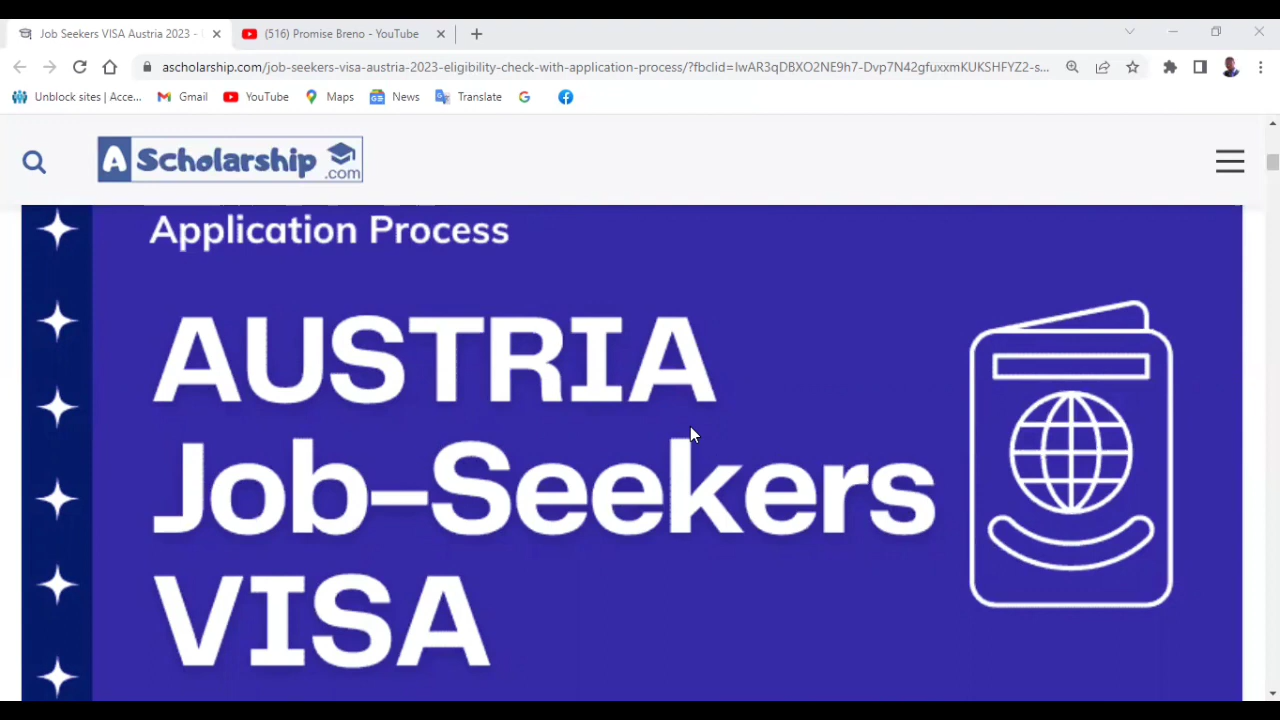 Job Seekers VISA Austria 2023 -
(516) Promise Breno - YouTube
ascholarship.com/job-seekers-visa-austria-2023-eligibility-check-with-application-process/?fbclid=IwAR3qDBXO2NE9h7-Dvp7N42gfuxxmKUKSHFYZ2-s...
Unblock sites | Acce...
Gmail
YouTube
Maps
News
Translate
A Scholarship
.com
Application Process
AUSTRIA
Job-Seekers
VISA